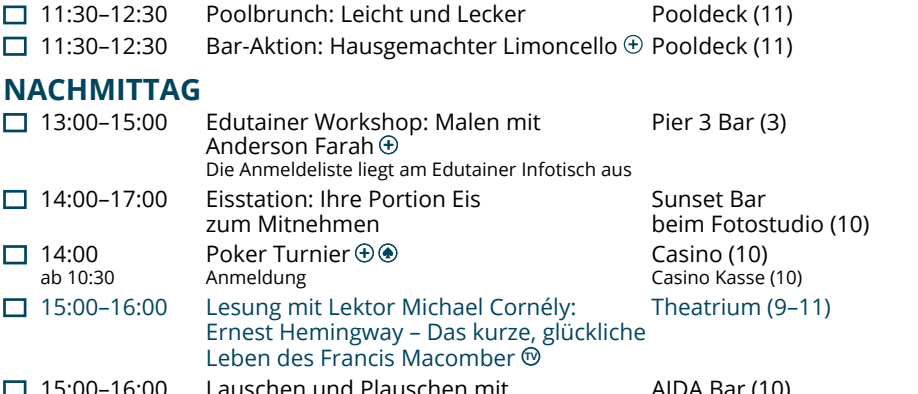 11:30–12:30 Poolbrunch: Leicht und Lecker Pooldeck (11)
11:30–12:30 Bar-Aktion: Hausgemachter Limoncello Pooldeck (11)
NACHMITTAG
13:00–15:00 Edutainer Workshop: Malen mit Pier 3 Bar (3)
Anderson Farah
Die Anmeldeliste liegt am Edutainer Infotisch aus
14:00–17:00 Eisstation: Ihre Portion Eis Sunset Bar
zum Mitnehmen beim Fotostudio (10)
14:00 Poker Turnier Casino (10)
ab 10:30 Anmeldung Casino Kasse (10)
15:00–16:00 Lesung mit Lektor Michael Cornély: Theatrium (9–11)
Ernest Hemingway – Das kurze, glückliche
Leben des Francis Macomber TV
15:00–16:00 Lauschen und Plauschen mit AIDA Bar (10)